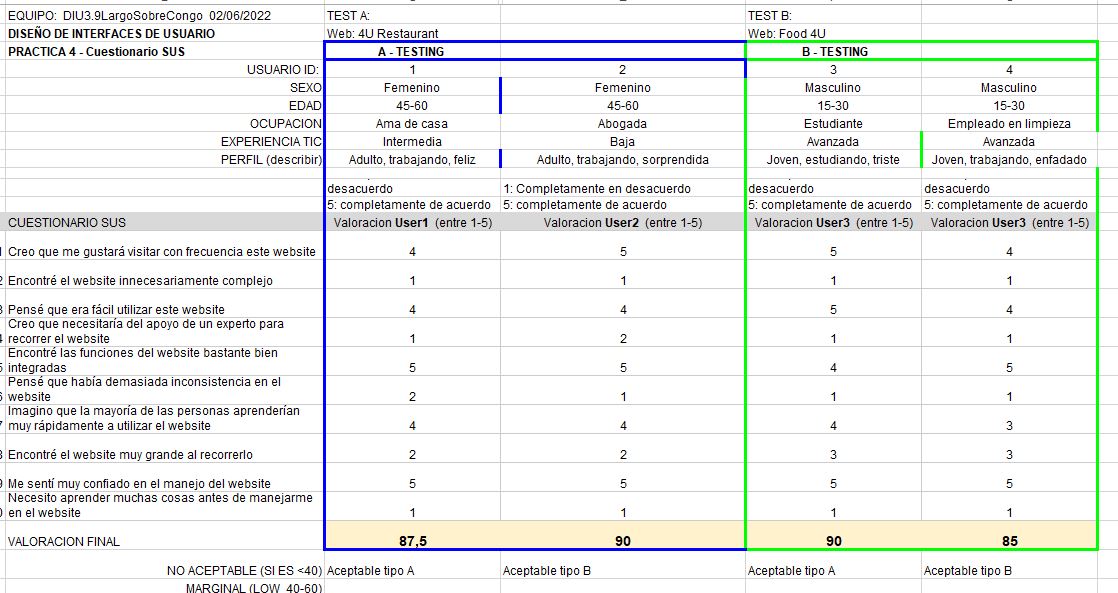 EQUIPO: DIU3.9LargoSobreCongo 02/06/2022 TEST A: TEST B:
DISEÑO DE INTERFACES DE USUARIO Web: 4U Restaurant Web: Food 4U
PRACTICA 4 - Cuestionario SUS A - TESTING B - TESTING
USUARIO ID: 1 2 3 4
SEXO Femenino Femenino Masculino Masculino
EDAD 45-60 45-60 15-30 15-30
OCUPACION Ama de casa Abogada Estudiante Empleado en limpieza
EXPERIENCIA TIC Intermedia Baja Avanzada Avanzada
PERFIL (describir) Adulto, trabajando, feliz Adulto, trabajando, sorprendida Joven, estudiando, triste Joven, trabajando, enfadado
desacuerdo 1: Completamente en desacuerdo desacuerdo desacuerdo
5: completamente de acuerdo 5: completamente de acuerdo 5: completamente de acuerdo 5: completamente de acuerdo
CUESTIONARIO SUS Valoracion User1 (entre 1-5) Valoracion User2 (entre 1-5) Valoracion User3 (entre 1-5) Valoracion User3 (entre 1-5)
Creo que me gustará visitar con frecuencia este website 4 5 5 4
Encontré el website innecesariamente complejo 1 1 1 1
Pensé que era fácil utilizar este website 4 4 5 4
Creo que necesitaría del apoyo de un experto para
recorrer el website 1 2 1 1
Encontré las funciones del website bastante bien
integradas 5 5 4 5
Pensé que había demasiada inconsistencia en el
website 2 1 1 1
Imagino que la mayoría de las personas aprenderían
muy rápidamente a utilizar el website 4 4 4 3
Encontré el website muy grande al recorrerlo 2 2 3 3
Me sentí muy confiado en el manejo del website 5 5 5 5
Necesito aprender muchas cosas antes de manejarme
en el website 1 1 1 1
VALORACION FINAL 87,5 90 90 85
NO ACEPTABLE (SI ES <40) Aceptable tipo A Aceptable tipo B Aceptable tipo A Aceptable tipo B
MARGINAL (LOW 40-60)